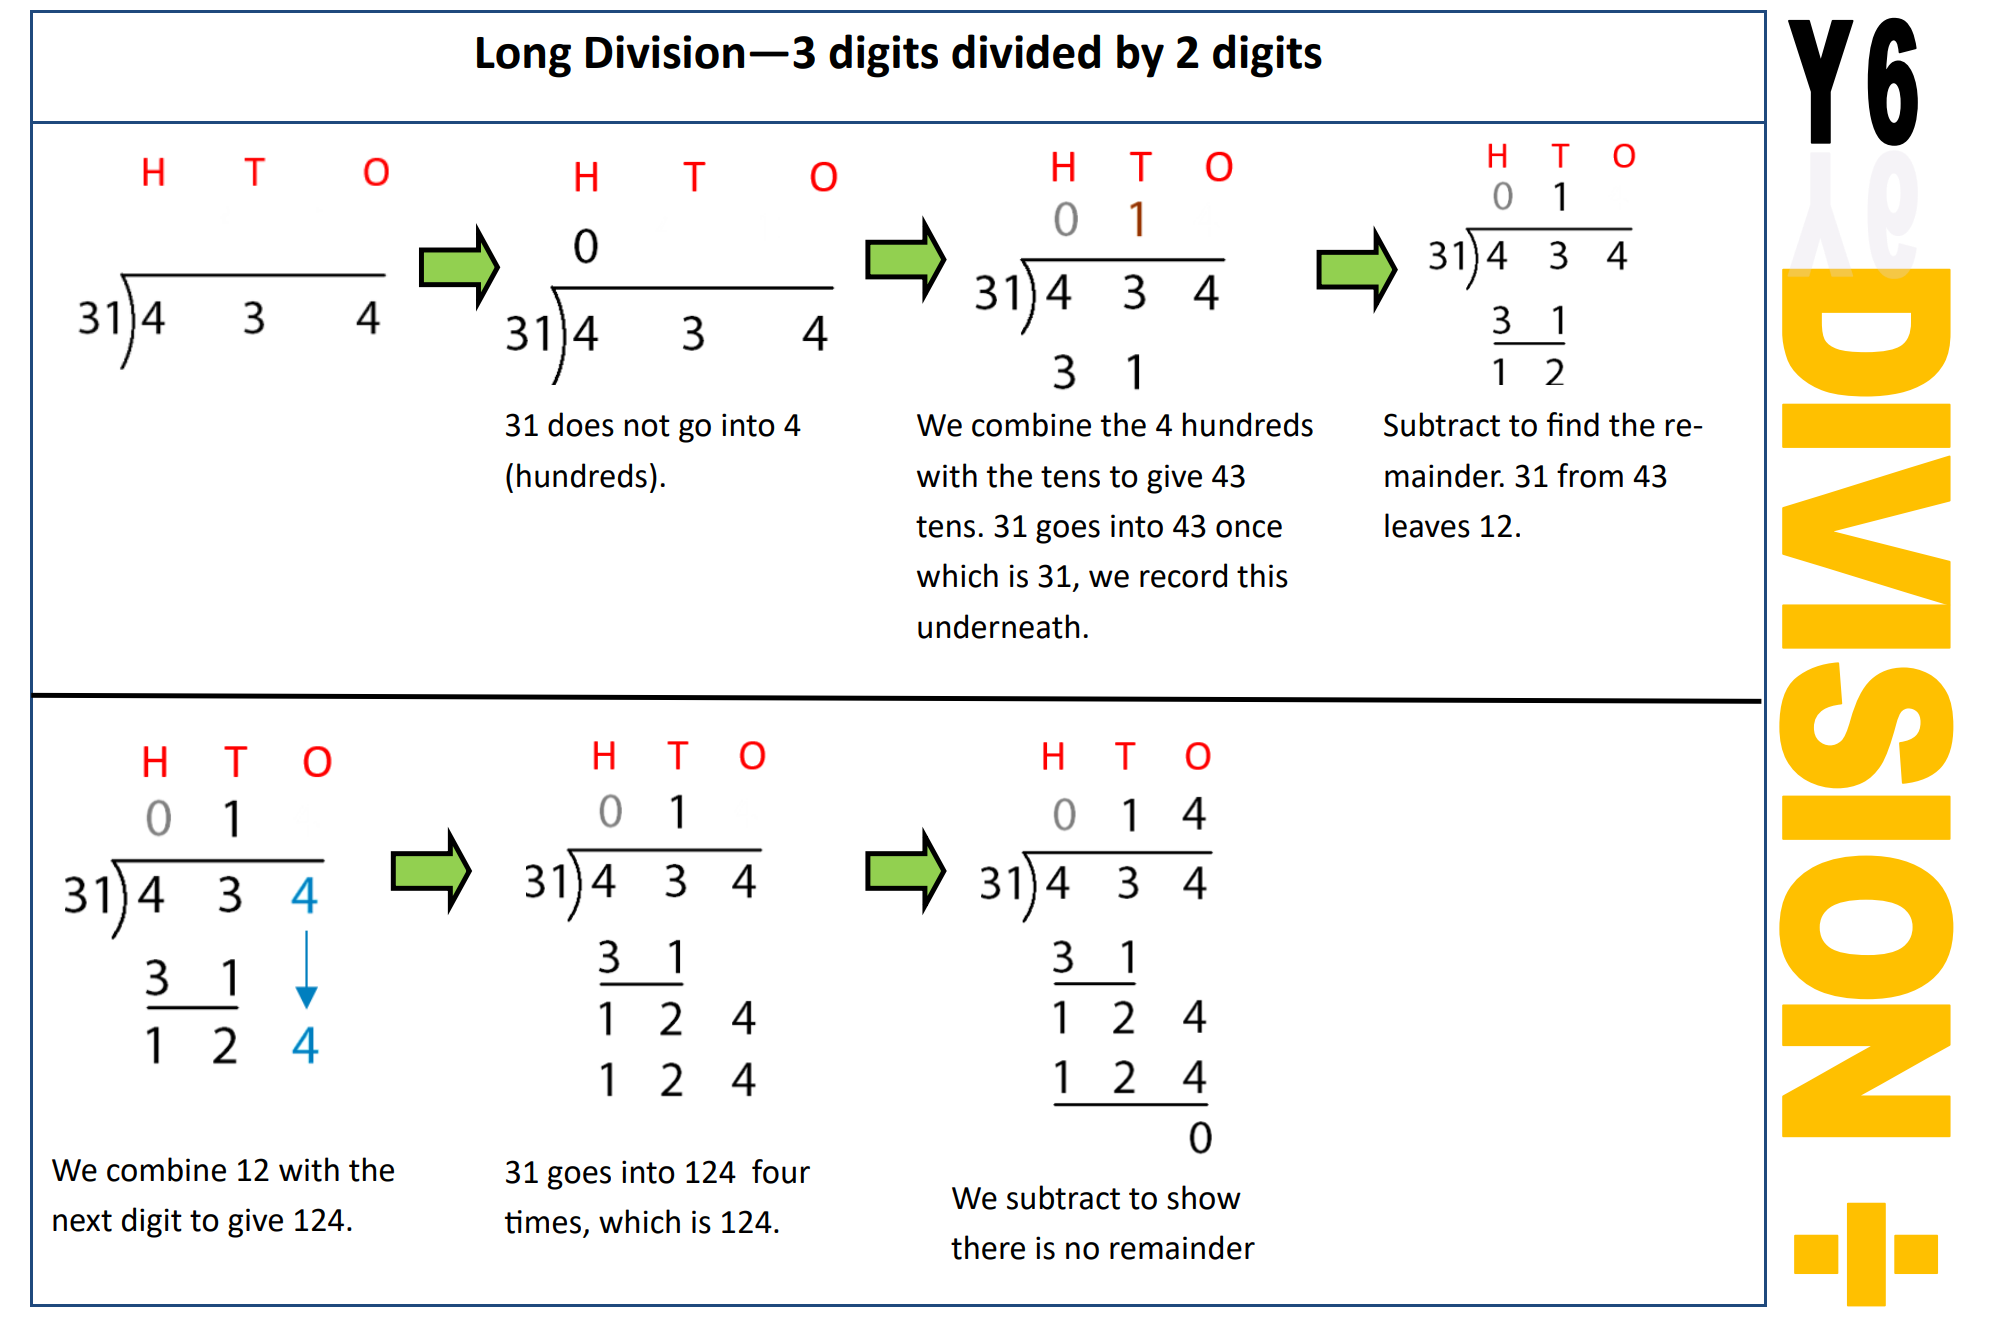 Long Division—3 digits divided by 2 digits
Y6
H T O
31)4 3 4
H T O
0
31)4 3 4
31 does not go into 4
(hundreds).
H T O
0 1
31)4 3 4
3 1
We combine the 4 hundreds
with the tens to give 43
tens. 31 goes into 43 once
which is 31, we record this
underneath.
H T O
0 1
31)4 3 4
3 1
1 2
Subtract to find the re-
mainder. 31 from 43
leaves 12.
H T O
0 1
31)4 3 4
3 1
1 2 4
We combine 12 with the
next digit to give 124.
H T O
0 1
31)4 3 4
3 1
1 2 4
1 2 4
31 goes into 124 four
times, which is 124.
H T O
0 1 4
31)4 3 4
3 1
1 2 4
1 2 4
0
We subtract to show
there is no remainder
DIVISION ÷